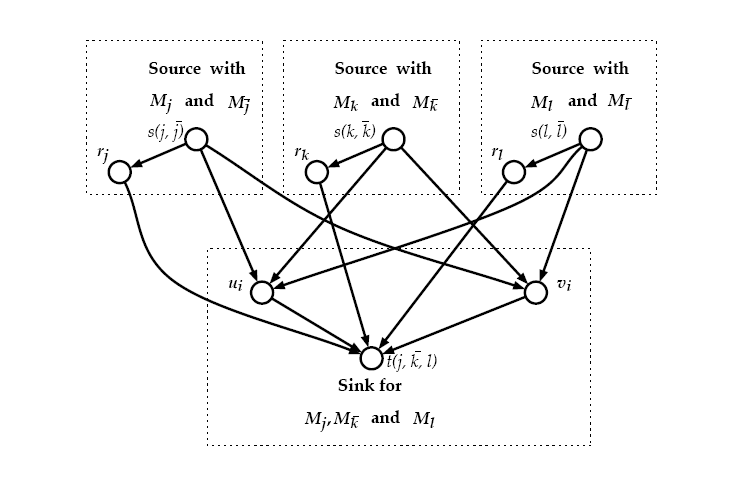 Source with
M_j and M_j̄
s(j, j̄)
r_j
Source with
M_k and M_k̄
s(k, k̄)
r_k
Source with
M_l and M_l̄
s(l, l̄)
r_l
u_i
v_i
t(j, k̄, l)
Sink for
M_j, M_k̄ and M_l